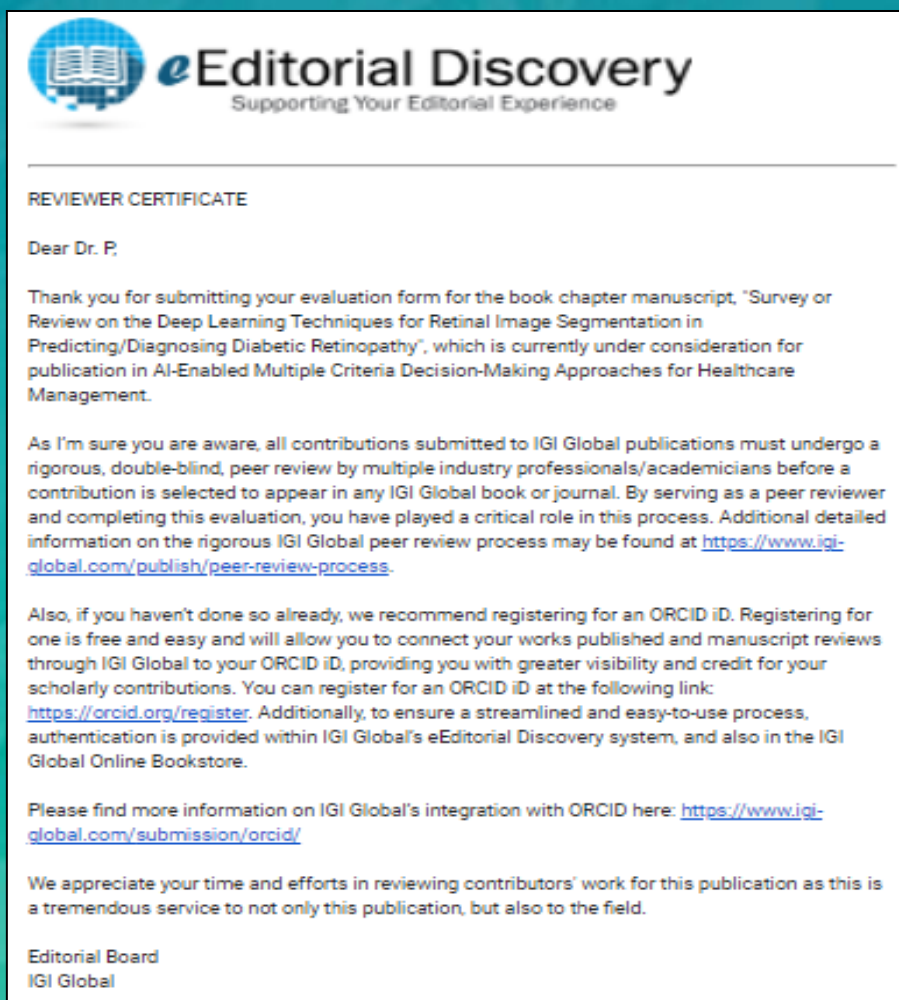 eEditorial Discovery
Supporting Your Editorial Experience
REVIEWER CERTIFICATE
Dear Dr. P,
Thank you for submitting your evaluation form for the book chapter manuscript, "Survey or
Review on the Deep Learning Techniques for Retinal Image Segmentation in
Predicting/Diagnosing Diabetic Retinopathy", which is currently under consideration for
publication in AI-Enabled Multiple Criteria Decision-Making Approaches for Healthcare
Management.
As I'm sure you are aware, all contributions submitted to IGI Global publications must undergo a
rigorous, double-blind, peer review by multiple industry professionals/academicians before a
contribution is selected to appear in any IGI Global book or journal. By serving as a peer reviewer
and completing this evaluation, you have played a critical role in this process. Additional detailed
information on the rigorous IGI Global peer review process may be found at https://www.igi-
global.com/publish/peer-review-process.
Also, if you haven't done so already, we recommend registering for an ORCID iD. Registering for
one is free and easy and will allow you to connect your works published and manuscript reviews
through IGI Global to your ORCID iD, providing you with greater visibility and credit for your
scholarly contributions. You can register for an ORCID iD at the following link:
https://orcid.org/register. Additionally, to ensure a streamlined and easy-to-use process,
authentication is provided within IGI Global's eEditorial Discovery system, and also in the IGI
Global Online Bookstore.
Please find more information on IGI Global's integration with ORCID here: https://www.igi-
global.com/submission/orcid/
We appreciate your time and efforts in reviewing contributors' work for this publication as this is
a tremendous service to not only this publication, but also to the field.
Editorial Board
IGI Global